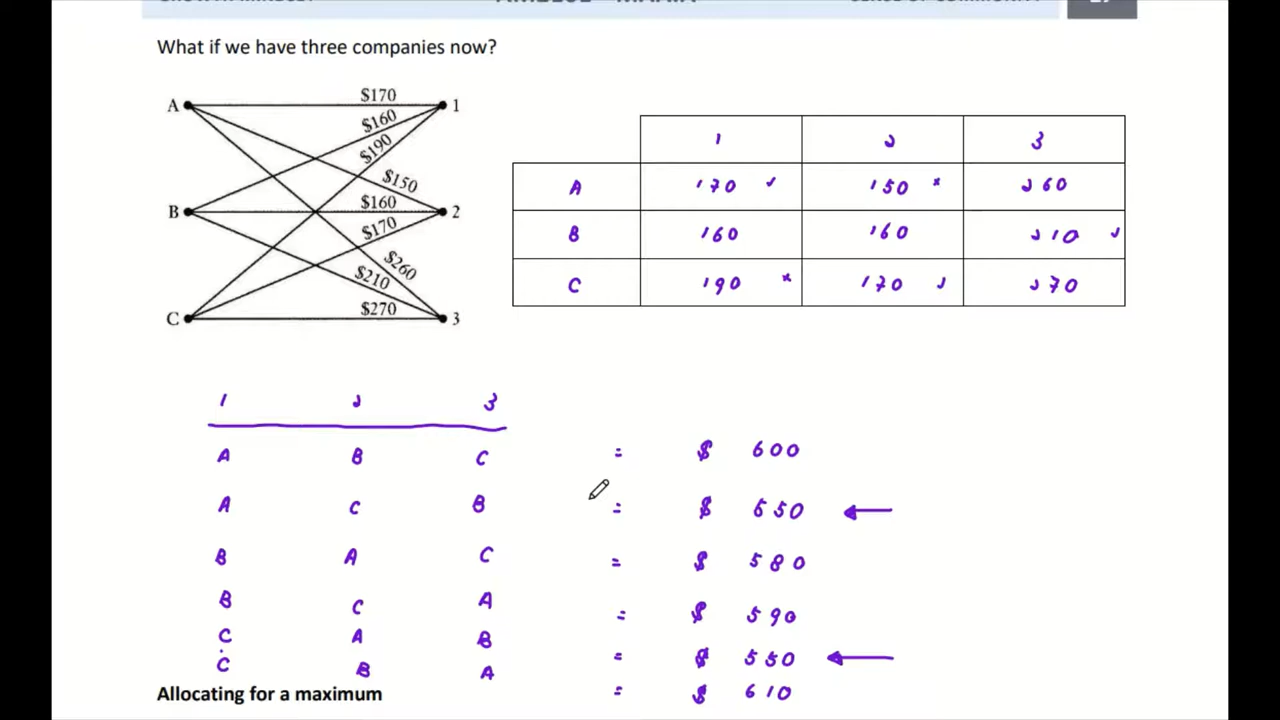 What if we have three companies now?
A $170 1
$160
$190
$150
B $160 2
$170
$260
$210
C $270 3
1 2 3
A 170 ✓ 150 × 260
B 160 160 210 ✓
C 190 × 170 ✓ 270
1 2 3
A B C = $ 600
A C B = $ 550 ←
B A C = $ 580
B C A = $ 590
C A B = $ 550 ←
C B A = $ 610
Allocating for a maximum